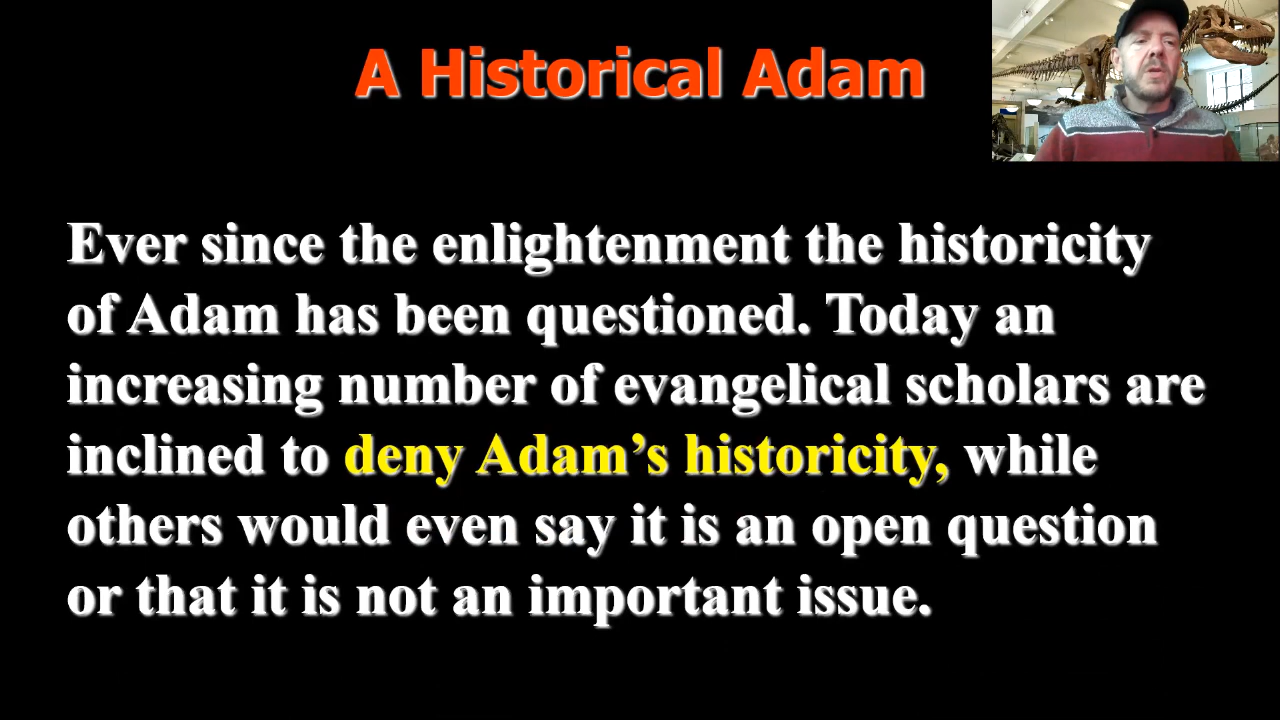 A Historical Adam
Ever since the enlightenment the historicity
of Adam has been questioned. Today an
increasing number of evangelical scholars are
inclined to deny Adam’s historicity, while
others would even say it is an open question
or that it is not an important issue.